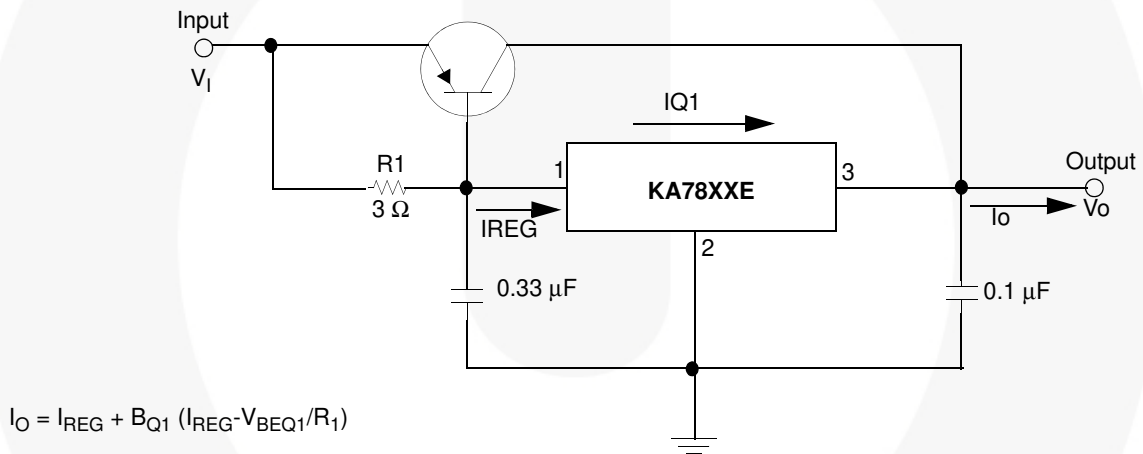 Input
V_I
IQ1
R1
3 Ω
1
KA78XXE
3
Output
IREG
Io
Vo
2
0.33 μF
0.1 μF
I_O = I_REG + B_Q1 (I_REG-V_BEQ1/R_1)